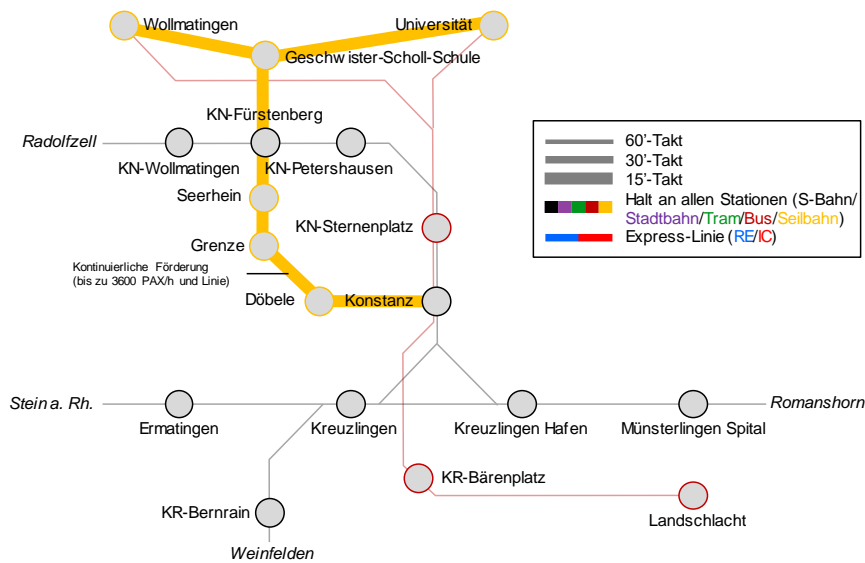 Wollmatingen
Universität
Geschwister-Scholl-Schule
KN-Fürstenberg
Radolfzell
KN-Wollmatingen
KN-Petershausen
Seerhein
KN-Sternenplatz
Grenze
Kontinuierliche Förderung
(bis zu 3600 PAX/h und Linie)
Döbele
Konstanz
60'-Takt
30'-Takt
15'-Takt
Halt an allen Stationen (S-Bahn/
Stadtbahn/Tram/Bus/Seilbahn)
Express-Linie (RE/IC)
Stein a. Rh.
Romanshorn
Ermatingen
Kreuzlingen
Kreuzlingen Hafen
Münsterlingen Spital
KR-Bärenplatz
KR-Bernrain
Landschlacht
Weinfelden